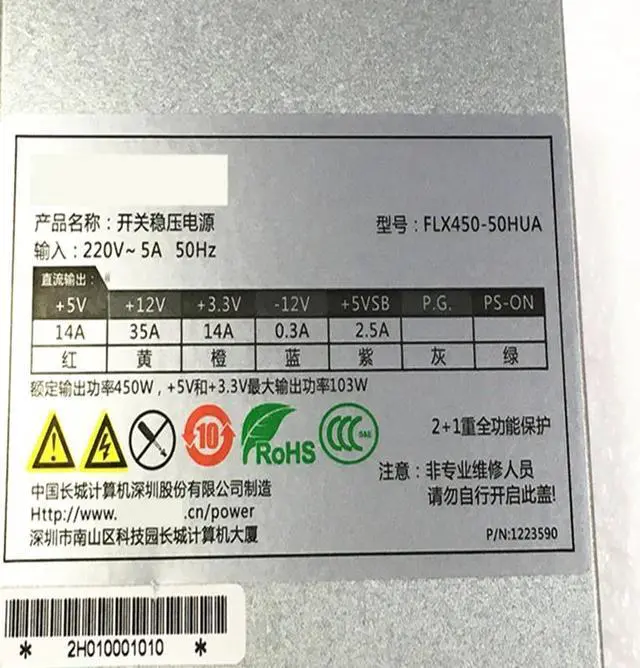 产品名称：开关稳压电源
型号：FLX450-50HUA
输入：220V~ 5A 50Hz
直流输出：
+5V +12V +3.3V -12V +5VSB P.G. PS-ON
14A 35A 14A 0.3A 2.5A
红 黄 橙 蓝 紫 灰 绿
额定输出功率450W，+5V和+3.3V最大输出功率103W
10
RoHS
CCC S&E
2+1重全功能保护
注意：非专业维修人员
请勿自行开启此盖!
中国长城计算机深圳股份有限公司制造
Http://www. .cn/power
深圳市南山区科技园长城计算机大厦
P/N:1223590
* 2H010001010 *